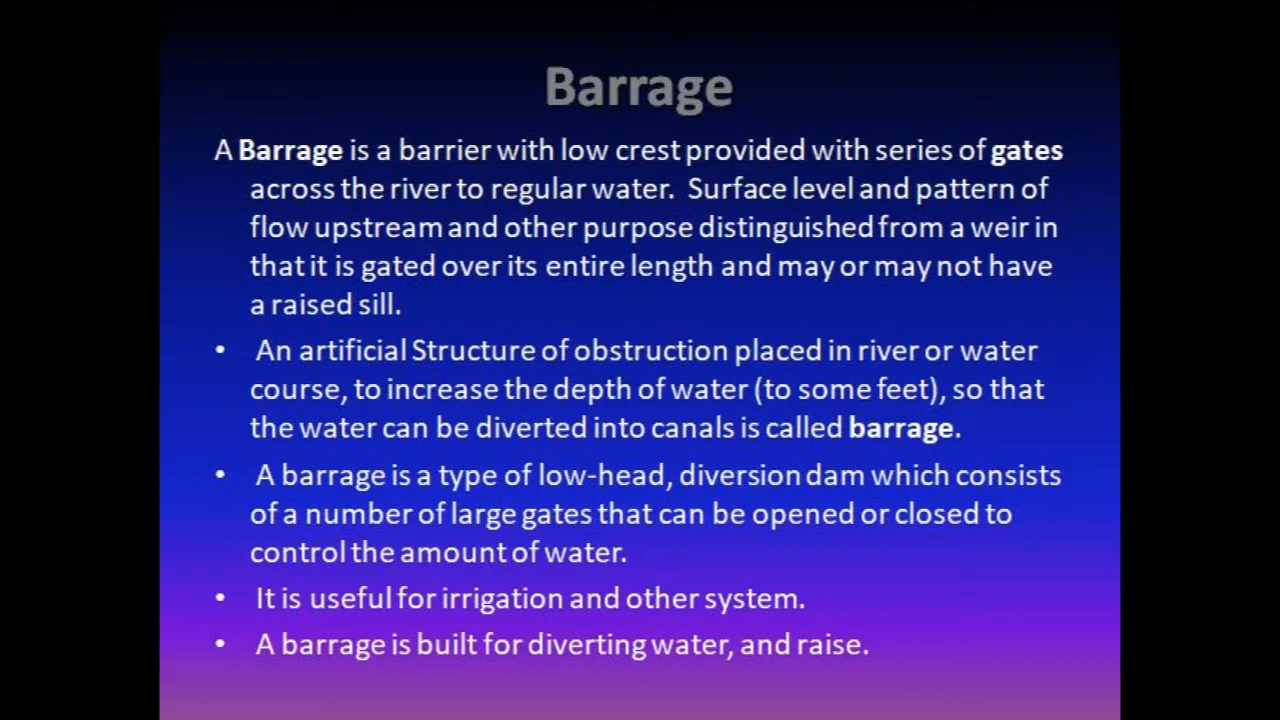 Barrage
A Barrage is a barrier with low crest provided with series of gates
across the river to regular water. Surface level and pattern of
flow upstream and other purpose distinguished from a weir in
that it is gated over its entire length and may or may not have
a raised sill.
• An artificial Structure of obstruction placed in river or water
course, to increase the depth of water (to some feet), so that
the water can be diverted into canals is called barrage.
• A barrage is a type of low-head, diversion dam which consists
of a number of large gates that can be opened or closed to
control the amount of water.
• It is useful for irrigation and other system.
• A barrage is built for diverting water, and raise.